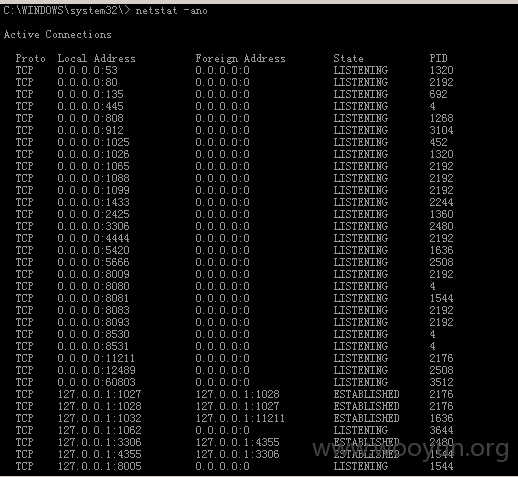 C:\WINDOWS\system32\> netstat -ano
Active Connections
Proto Local Address Foreign Address State PID
TCP 0.0.0.0:53 0.0.0.0:0 LISTENING 1320
TCP 0.0.0.0:80 0.0.0.0:0 LISTENING 2192
TCP 0.0.0.0:135 0.0.0.0:0 LISTENING 692
TCP 0.0.0.0:445 0.0.0.0:0 LISTENING 4
TCP 0.0.0.0:808 0.0.0.0:0 LISTENING 1268
TCP 0.0.0.0:912 0.0.0.0:0 LISTENING 3104
TCP 0.0.0.0:1025 0.0.0.0:0 LISTENING 452
TCP 0.0.0.0:1026 0.0.0.0:0 LISTENING 1320
TCP 0.0.0.0:1065 0.0.0.0:0 LISTENING 2192
TCP 0.0.0.0:1088 0.0.0.0:0 LISTENING 2192
TCP 0.0.0.0:1099 0.0.0.0:0 LISTENING 2192
TCP 0.0.0.0:1433 0.0.0.0:0 LISTENING 2244
TCP 0.0.0.0:2425 0.0.0.0:0 LISTENING 1360
TCP 0.0.0.0:3306 0.0.0.0:0 LISTENING 2480
TCP 0.0.0.0:4444 0.0.0.0:0 LISTENING 2192
TCP 0.0.0.0:5420 0.0.0.0:0 LISTENING 1636
TCP 0.0.0.0:5666 0.0.0.0:0 LISTENING 2508
TCP 0.0.0.0:8009 0.0.0.0:0 LISTENING 2192
TCP 0.0.0.0:8080 0.0.0.0:0 LISTENING 4
TCP 0.0.0.0:8081 0.0.0.0:0 LISTENING 1544
TCP 0.0.0.0:8083 0.0.0.0:0 LISTENING 2192
TCP 0.0.0.0:8093 0.0.0.0:0 LISTENING 2192
TCP 0.0.0.0:8530 0.0.0.0:0 LISTENING 4
TCP 0.0.0.0:8531 0.0.0.0:0 LISTENING 4
TCP 0.0.0.0:11211 0.0.0.0:0 LISTENING 2176
TCP 0.0.0.0:12489 0.0.0.0:0 LISTENING 2508
TCP 0.0.0.0:60803 0.0.0.0:0 LISTENING 3512
TCP 127.0.0.1:1027 127.0.0.1:1028 ESTABLISHED 2176
TCP 127.0.0.1:1028 127.0.0.1:1027 ESTABLISHED 2176
TCP 127.0.0.1:1032 127.0.0.1:11211 ESTABLISHED 1636
TCP 127.0.0.1:1062 0.0.0.0:0 LISTENING 3644
TCP 127.0.0.1:3306 127.0.0.1:4355 ESTABLISHED 2480
TCP 127.0.0.1:4355 127.0.0.1:3306 ESTABLISHED 1544
TCP 127.0.0.1:8005 0.0.0.0:0 LISTENING 1544